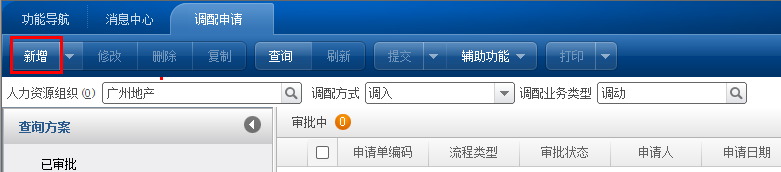 功能导航 消息中心 调配申请
新增 修改 删除 复制 查询 刷新 提交 辅助功能 打印
人力资源组织 (0) 广州地产 调配方式 调入 调配业务类型 调动
查询方案 审批中 0
申请单编码 流程类型 审批状态 申请人 申请日期
已审批